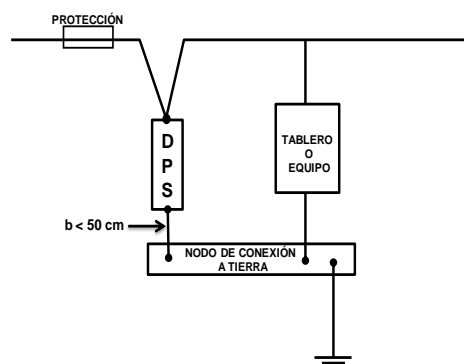 PROTECCIÓN
D
P
S
TABLERO
O
EQUIPO
b < 50 cm
NODO DE CONEXIÓN
A TIERRA